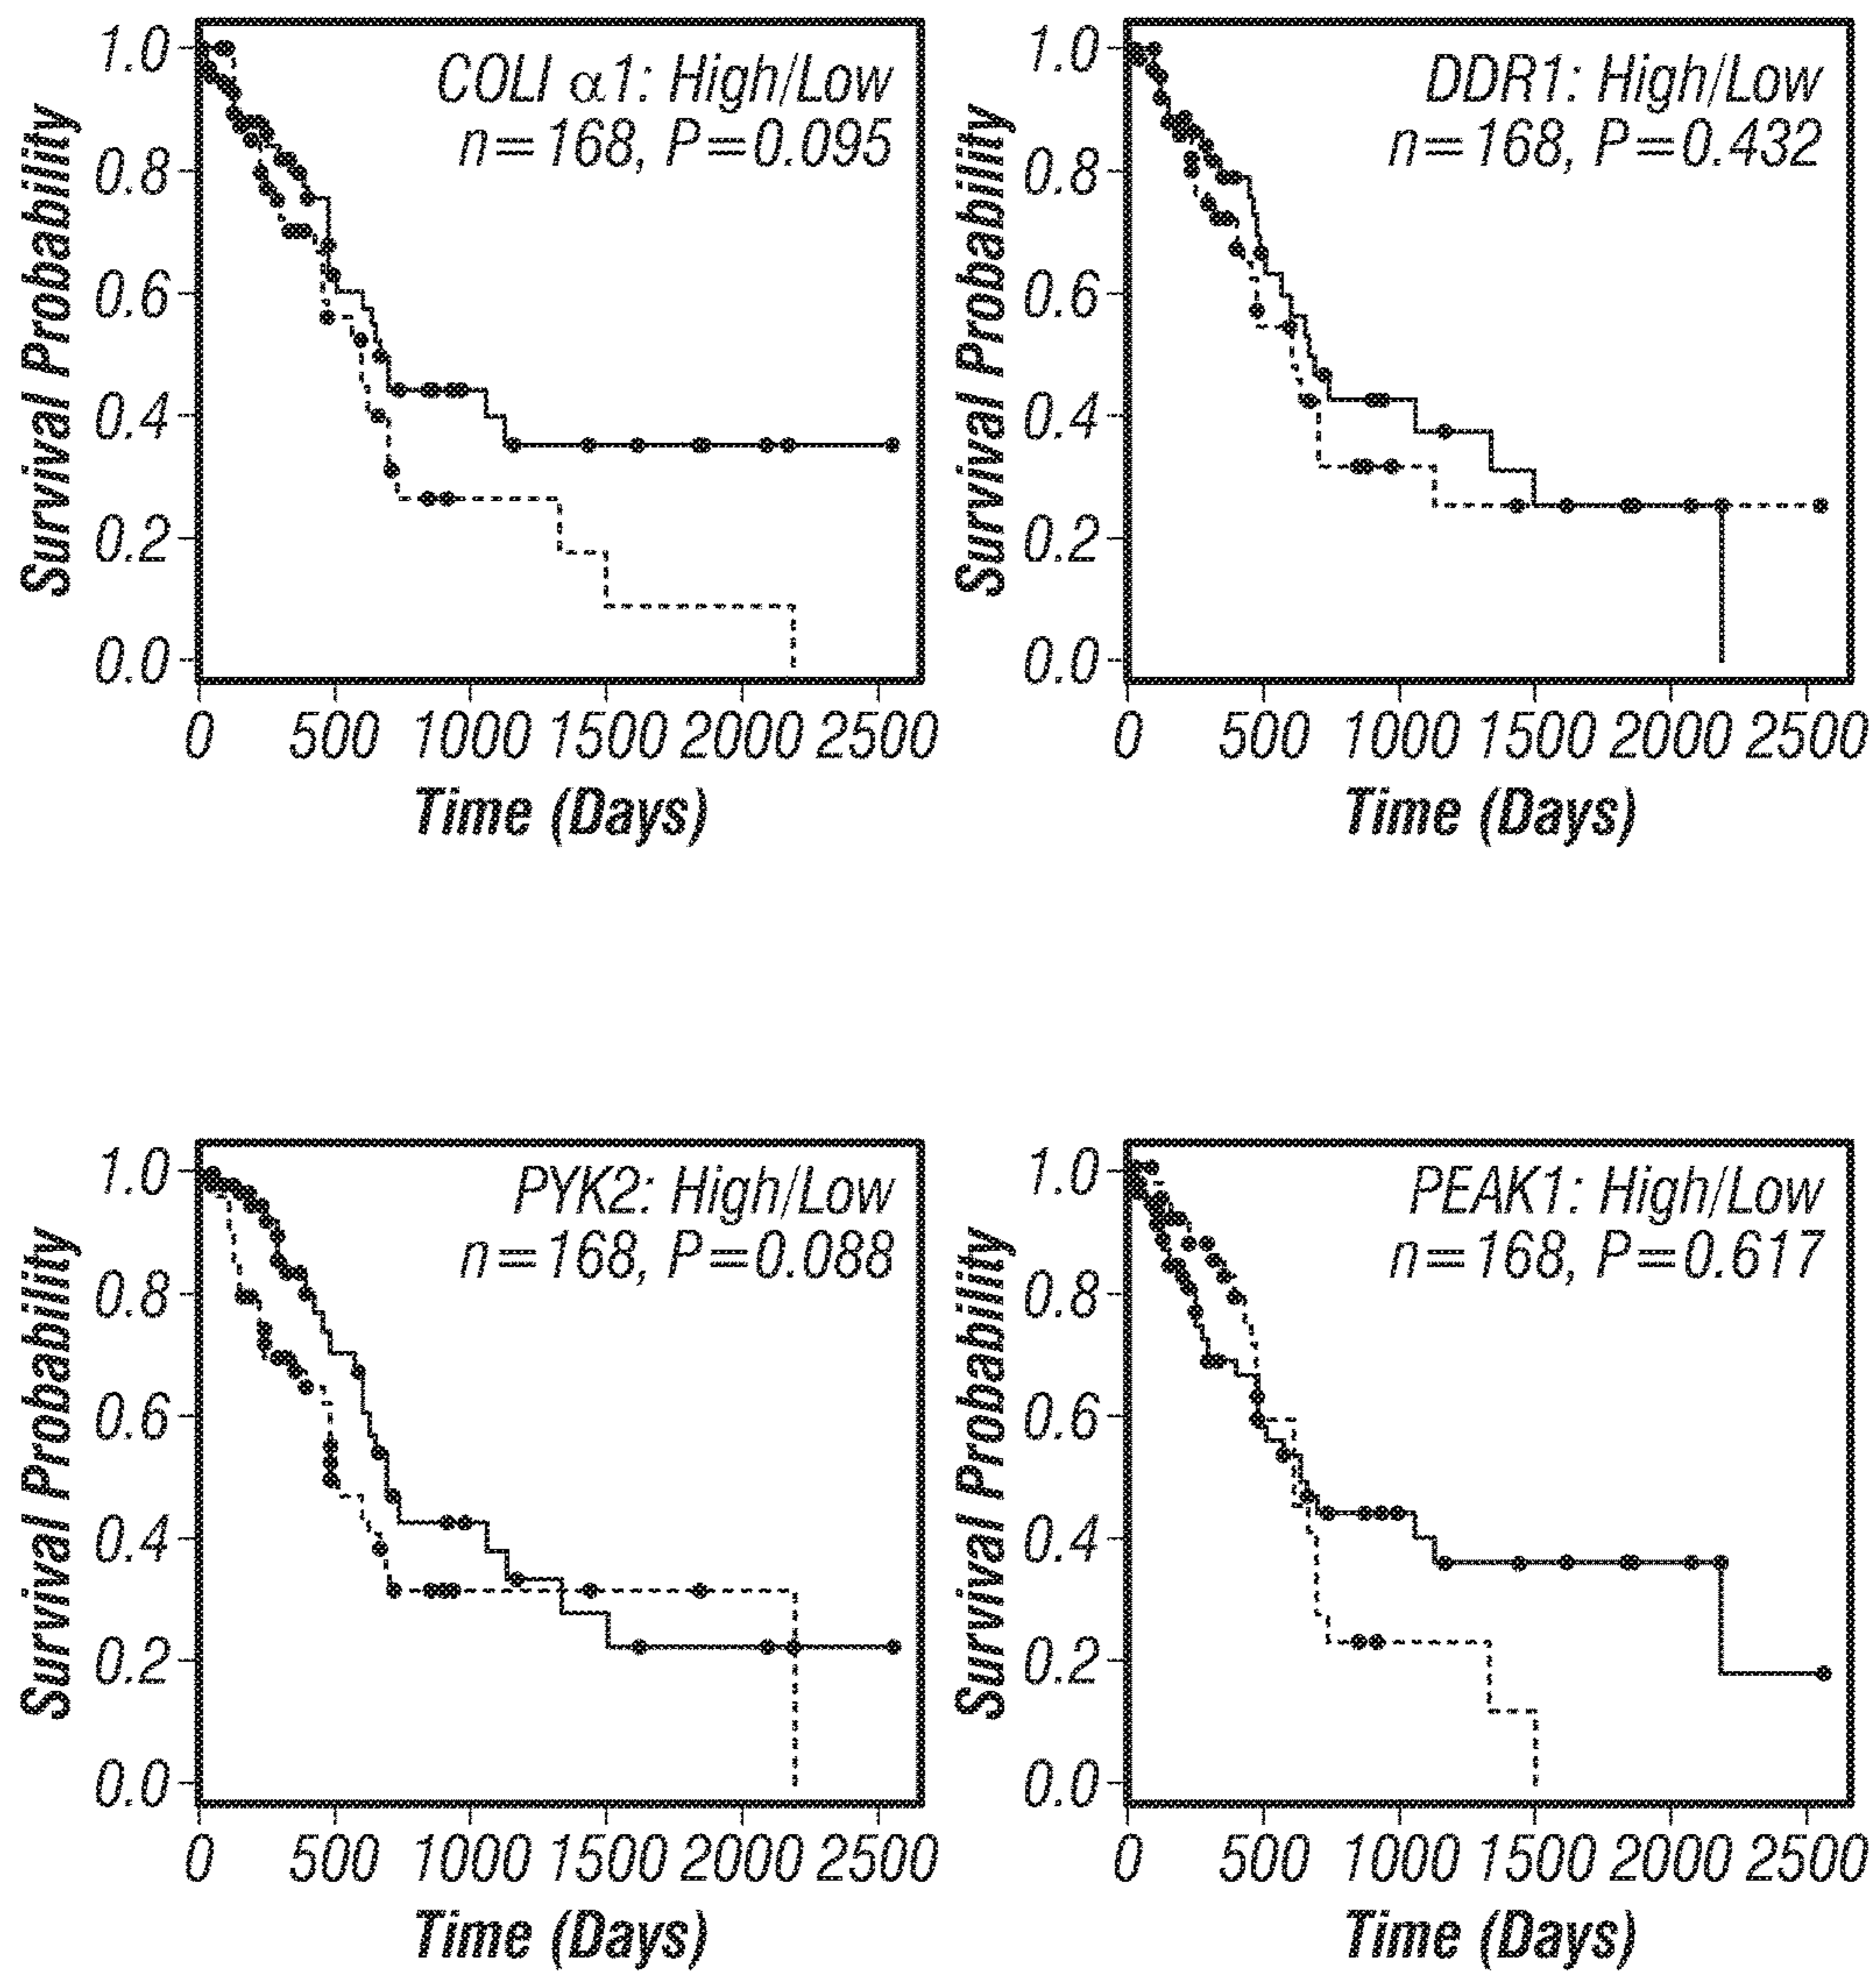 COLI α1: High/Low
n=168, P=0.095
Survival Probability
1.0
0.8
0.6
0.4
0.2
0.0
0 500 1000 1500 2000 2500
Time (Days)
DDR1: High/Low
n=168, P=0.432
Survival Probability
1.0
0.8
0.6
0.4
0.2
0.0
0 500 1000 1500 2000 2500
Time (Days)
PYK2: High/Low
n=168, P=0.088
Survival Probability
1.0
0.8
0.6
0.4
0.2
0.0
0 500 1000 1500 2000 2500
Time (Days)
PEAK1: High/Low
n=168, P=0.617
Survival Probability
1.0
0.8
0.6
0.4
0.2
0.0
0 500 1000 1500 2000 2500
Time (Days)